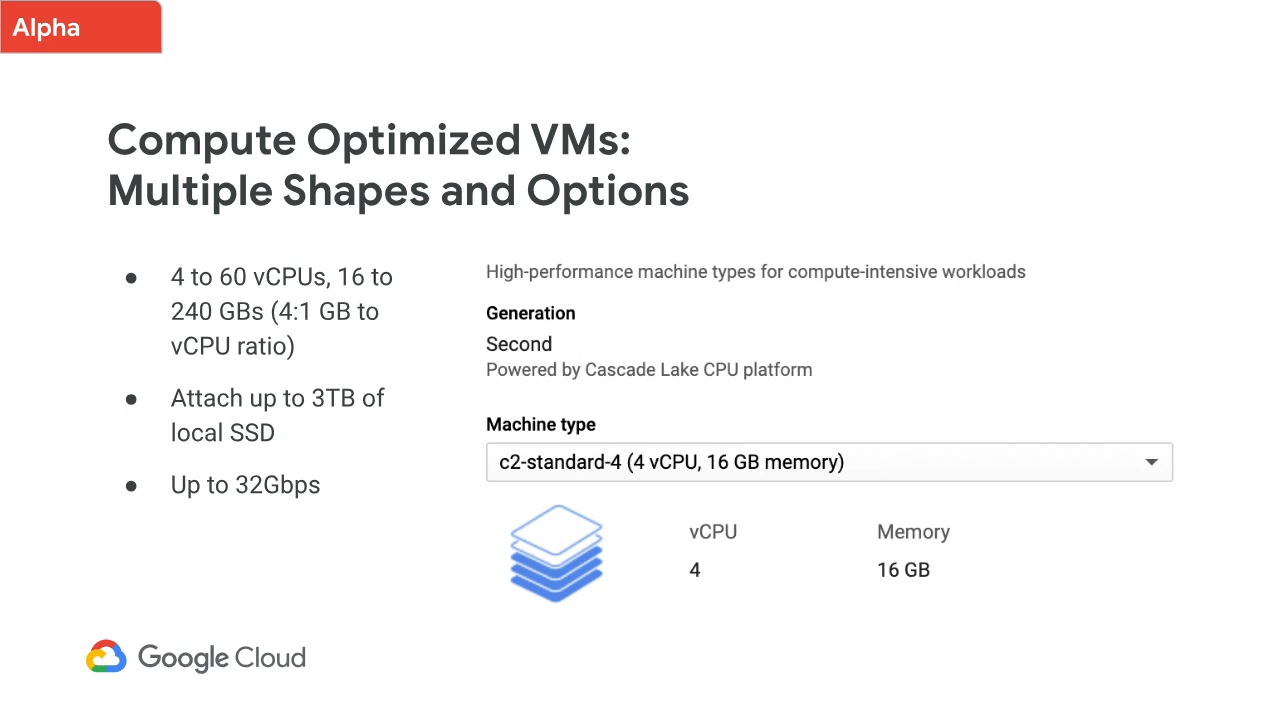 Alpha
Compute Optimized VMs:
Multiple Shapes and Options
● 4 to 60 vCPUs, 16 to
240 GBs (4:1 GB to
vCPU ratio)
● Attach up to 3TB of
local SSD
● Up to 32Gbps
High-performance machine types for compute-intensive workloads
Generation
Second
Powered by Cascade Lake CPU platform
Machine type
c2-standard-4 (4 vCPU, 16 GB memory)
vCPU Memory
4 16 GB
Google Cloud